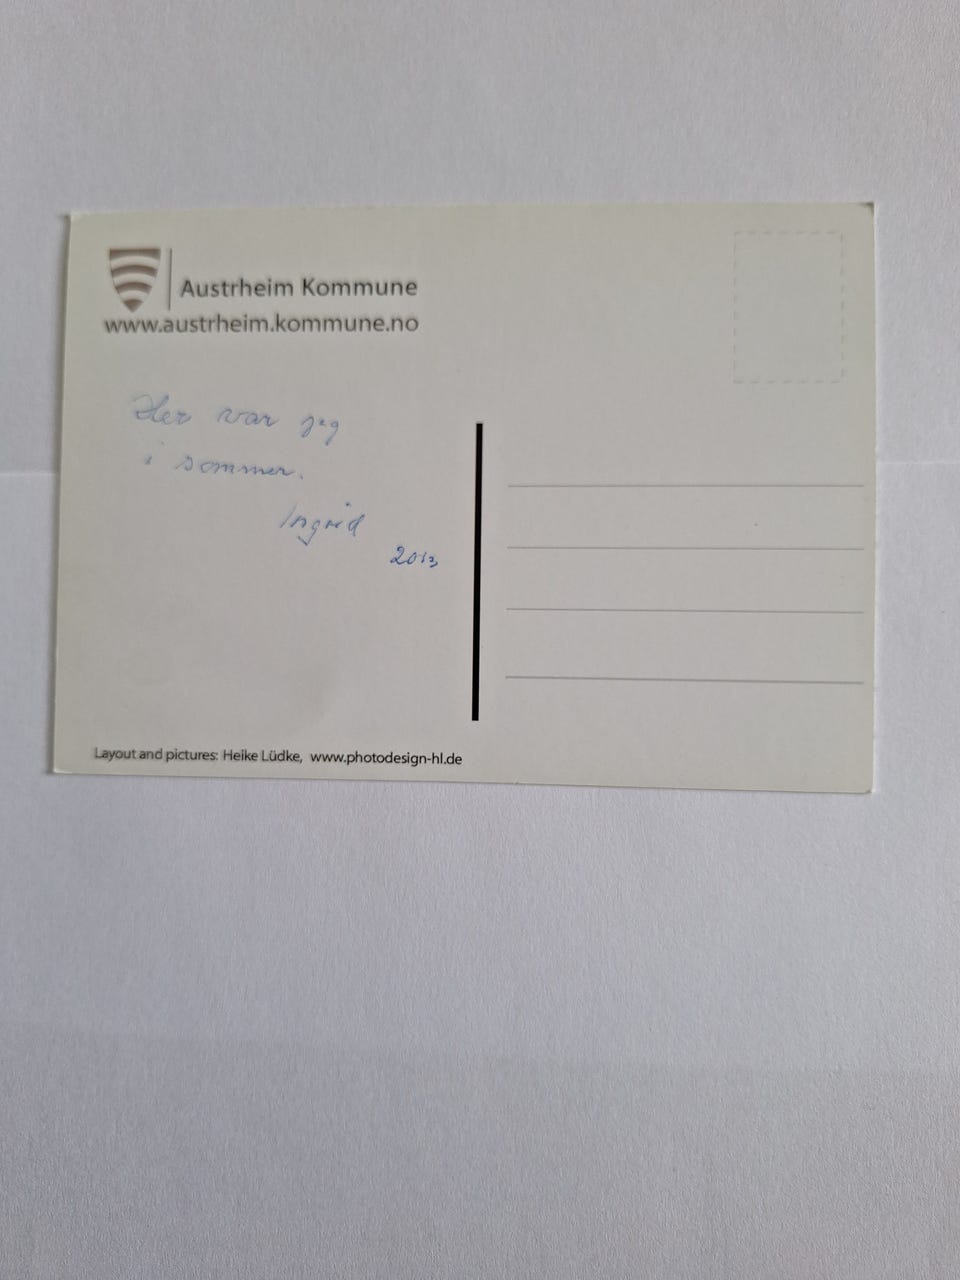 Austrheim Kommune
www.austrheim.kommune.no
Her var jeg
i sommer.
Ingrid
2013
Layout and pictures: Heike Lüdke, www.photodesign-hl.de